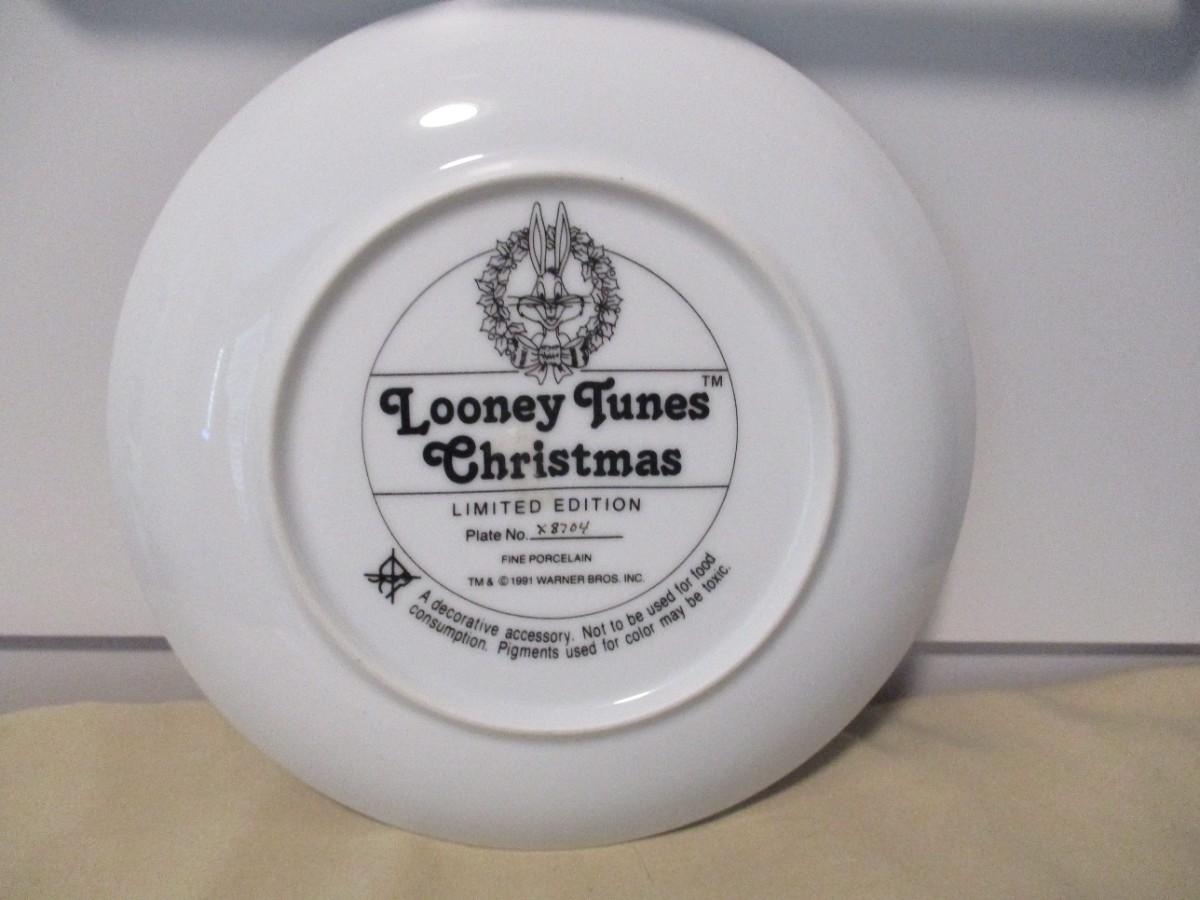 Looney Tunes™
Christmas
LIMITED EDITION
Plate No. X8704
FINE PORCELAIN
TM & © 1991 WARNER BROS. INC.
A decorative accessory. Not to be used for food
consumption. Pigments used for color may be toxic.